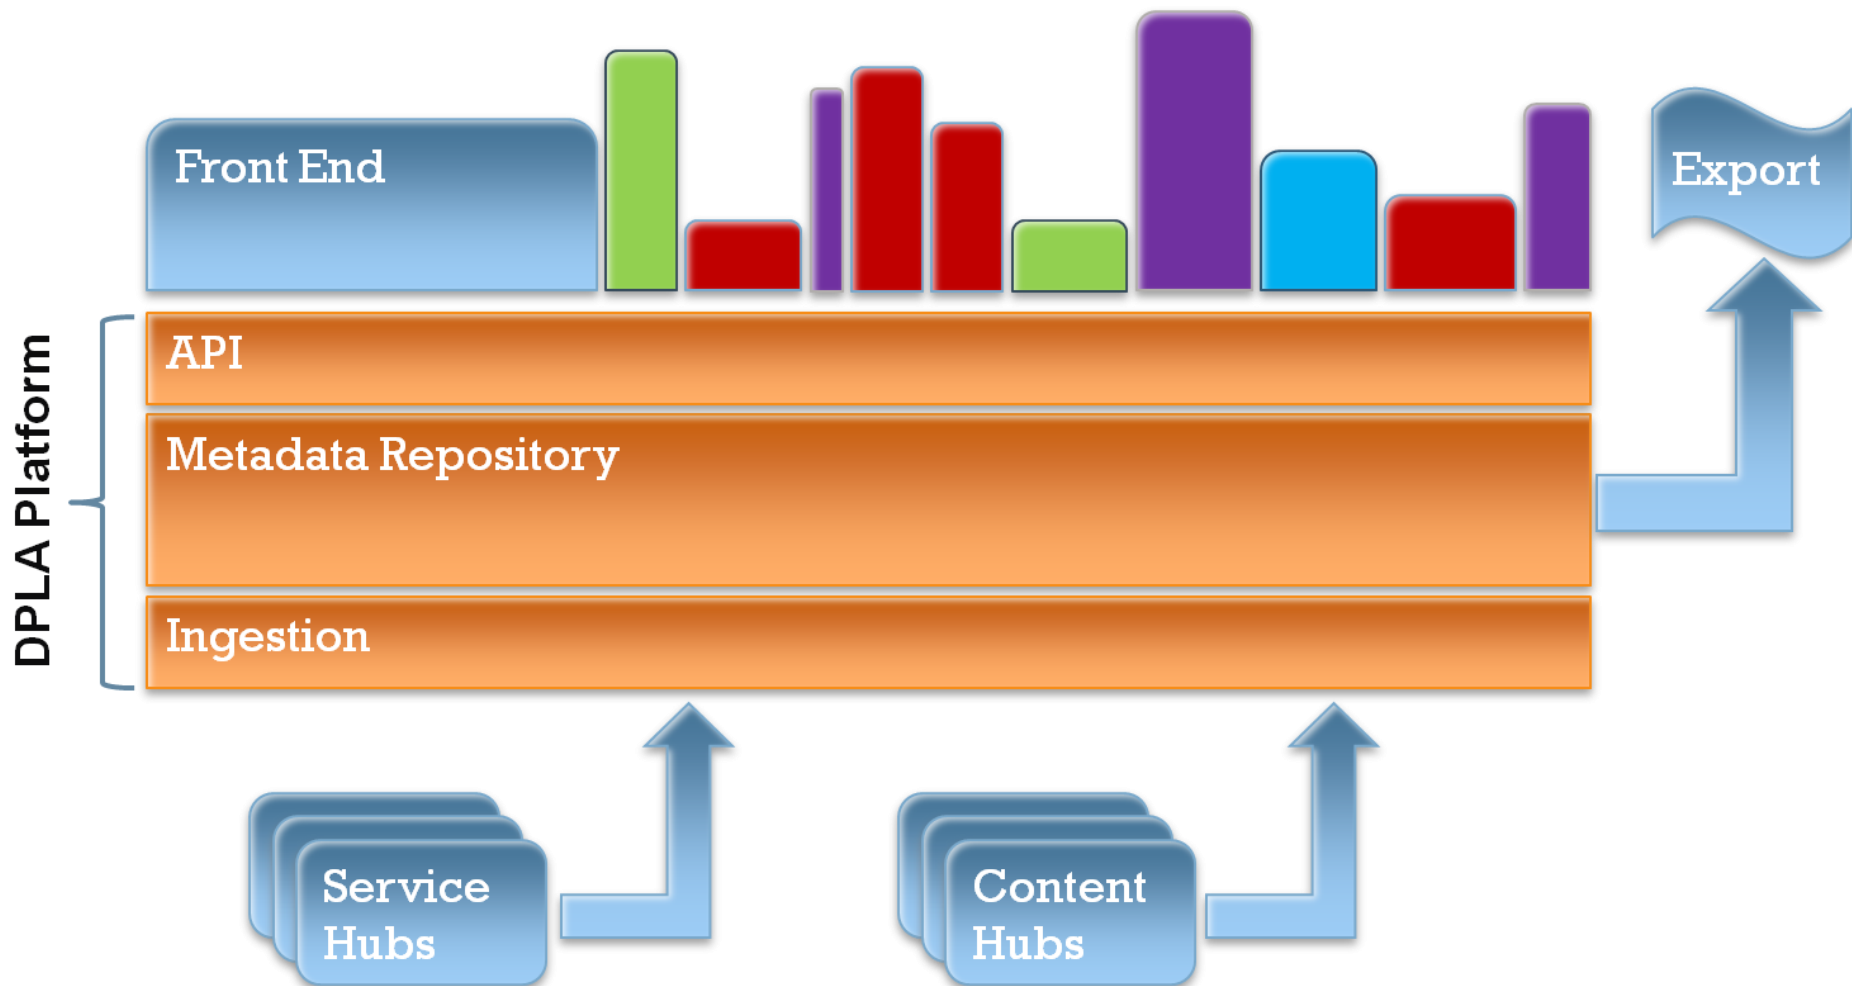 Front End
Export
API
Metadata Repository
Ingestion
DPLA Platform
Service
Hubs
Content
Hubs